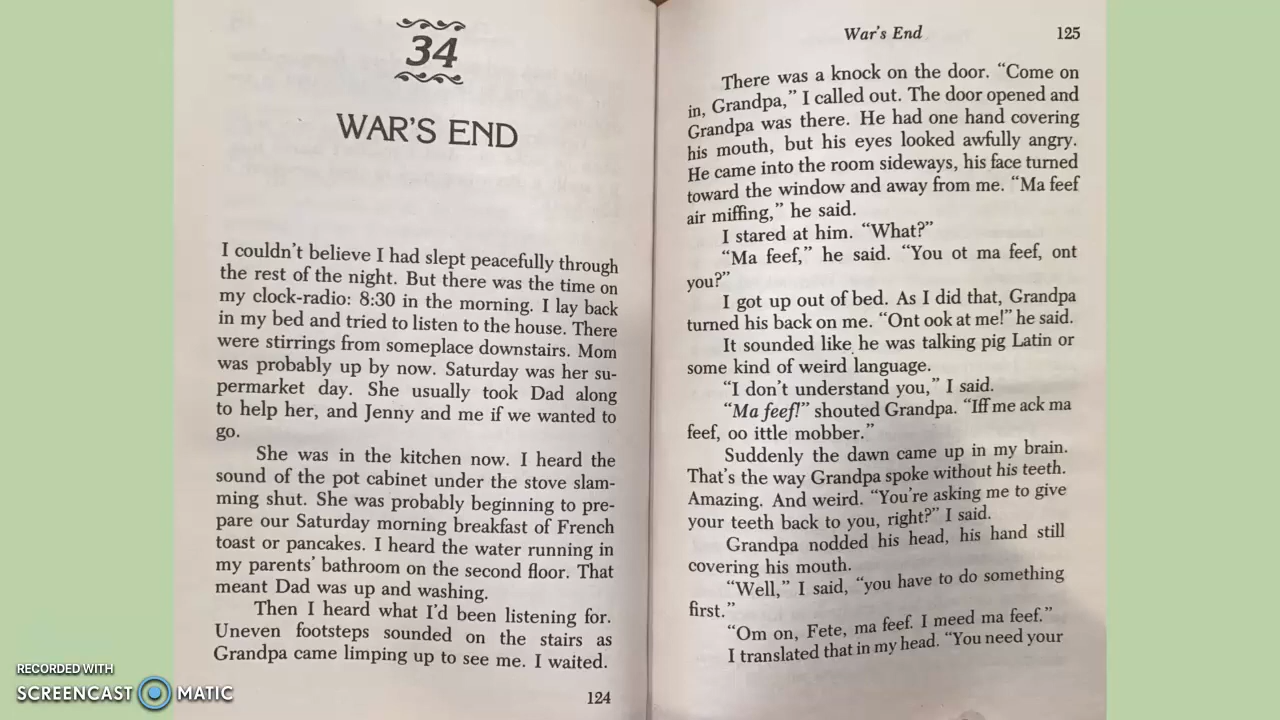 34
WAR'S END
I couldn't believe I had slept peacefully through
the rest of the night. But there was the time on
my clock-radio: 8:30 in the morning. I lay back
in my bed and tried to listen to the house. There
were stirrings from someplace downstairs. Mom
was probably up by now. Saturday was her su-
permarket day. She usually took Dad along
to help her, and Jenny and me if we wanted to
go.
She was in the kitchen now. I heard the
sound of the pot cabinet under the stove slam-
ming shut. She was probably beginning to pre-
pare our Saturday morning breakfast of French
toast or pancakes. I heard the water running in
my parents' bathroom on the second floor. That
meant Dad was up and washing.
Then I heard what I'd been listening for.
Uneven footsteps sounded on the stairs as
Grandpa came limping up to see me. I waited.
124
War's End 125
There was a knock on the door. “Come on
in, Grandpa,” I called out. The door opened and
Grandpa was there. He had one hand covering
his mouth, but his eyes looked awfully angry.
He came into the room sideways, his face turned
toward the window and away from me. “Ma feef
air miffing,” he said.
I stared at him. “What?”
“Ma feef,” he said. “You ot ma feef, ont
you?”
I got up out of bed. As I did that, Grandpa
turned his back on me. “Ont ook at me!” he said.
It sounded like he was talking pig Latin or
some kind of weird language.
“I don't understand you,” I said.
“Ma feef!” shouted Grandpa. “Iff me ack ma
feef, oo ittle mobber.”
Suddenly the dawn came up in my brain.
That's the way Grandpa spoke without his teeth.
Amazing. And weird. “You're asking me to give
your teeth back to you, right?” I said.
Grandpa nodded his head, his hand still
covering his mouth.
“Well,” I said, “you have to do something
first.”
“Om on, Fete, ma feef. I need ma feef.”
I translated that in my head. “You need your
RECORDED WITH
SCREENCAST MATIC